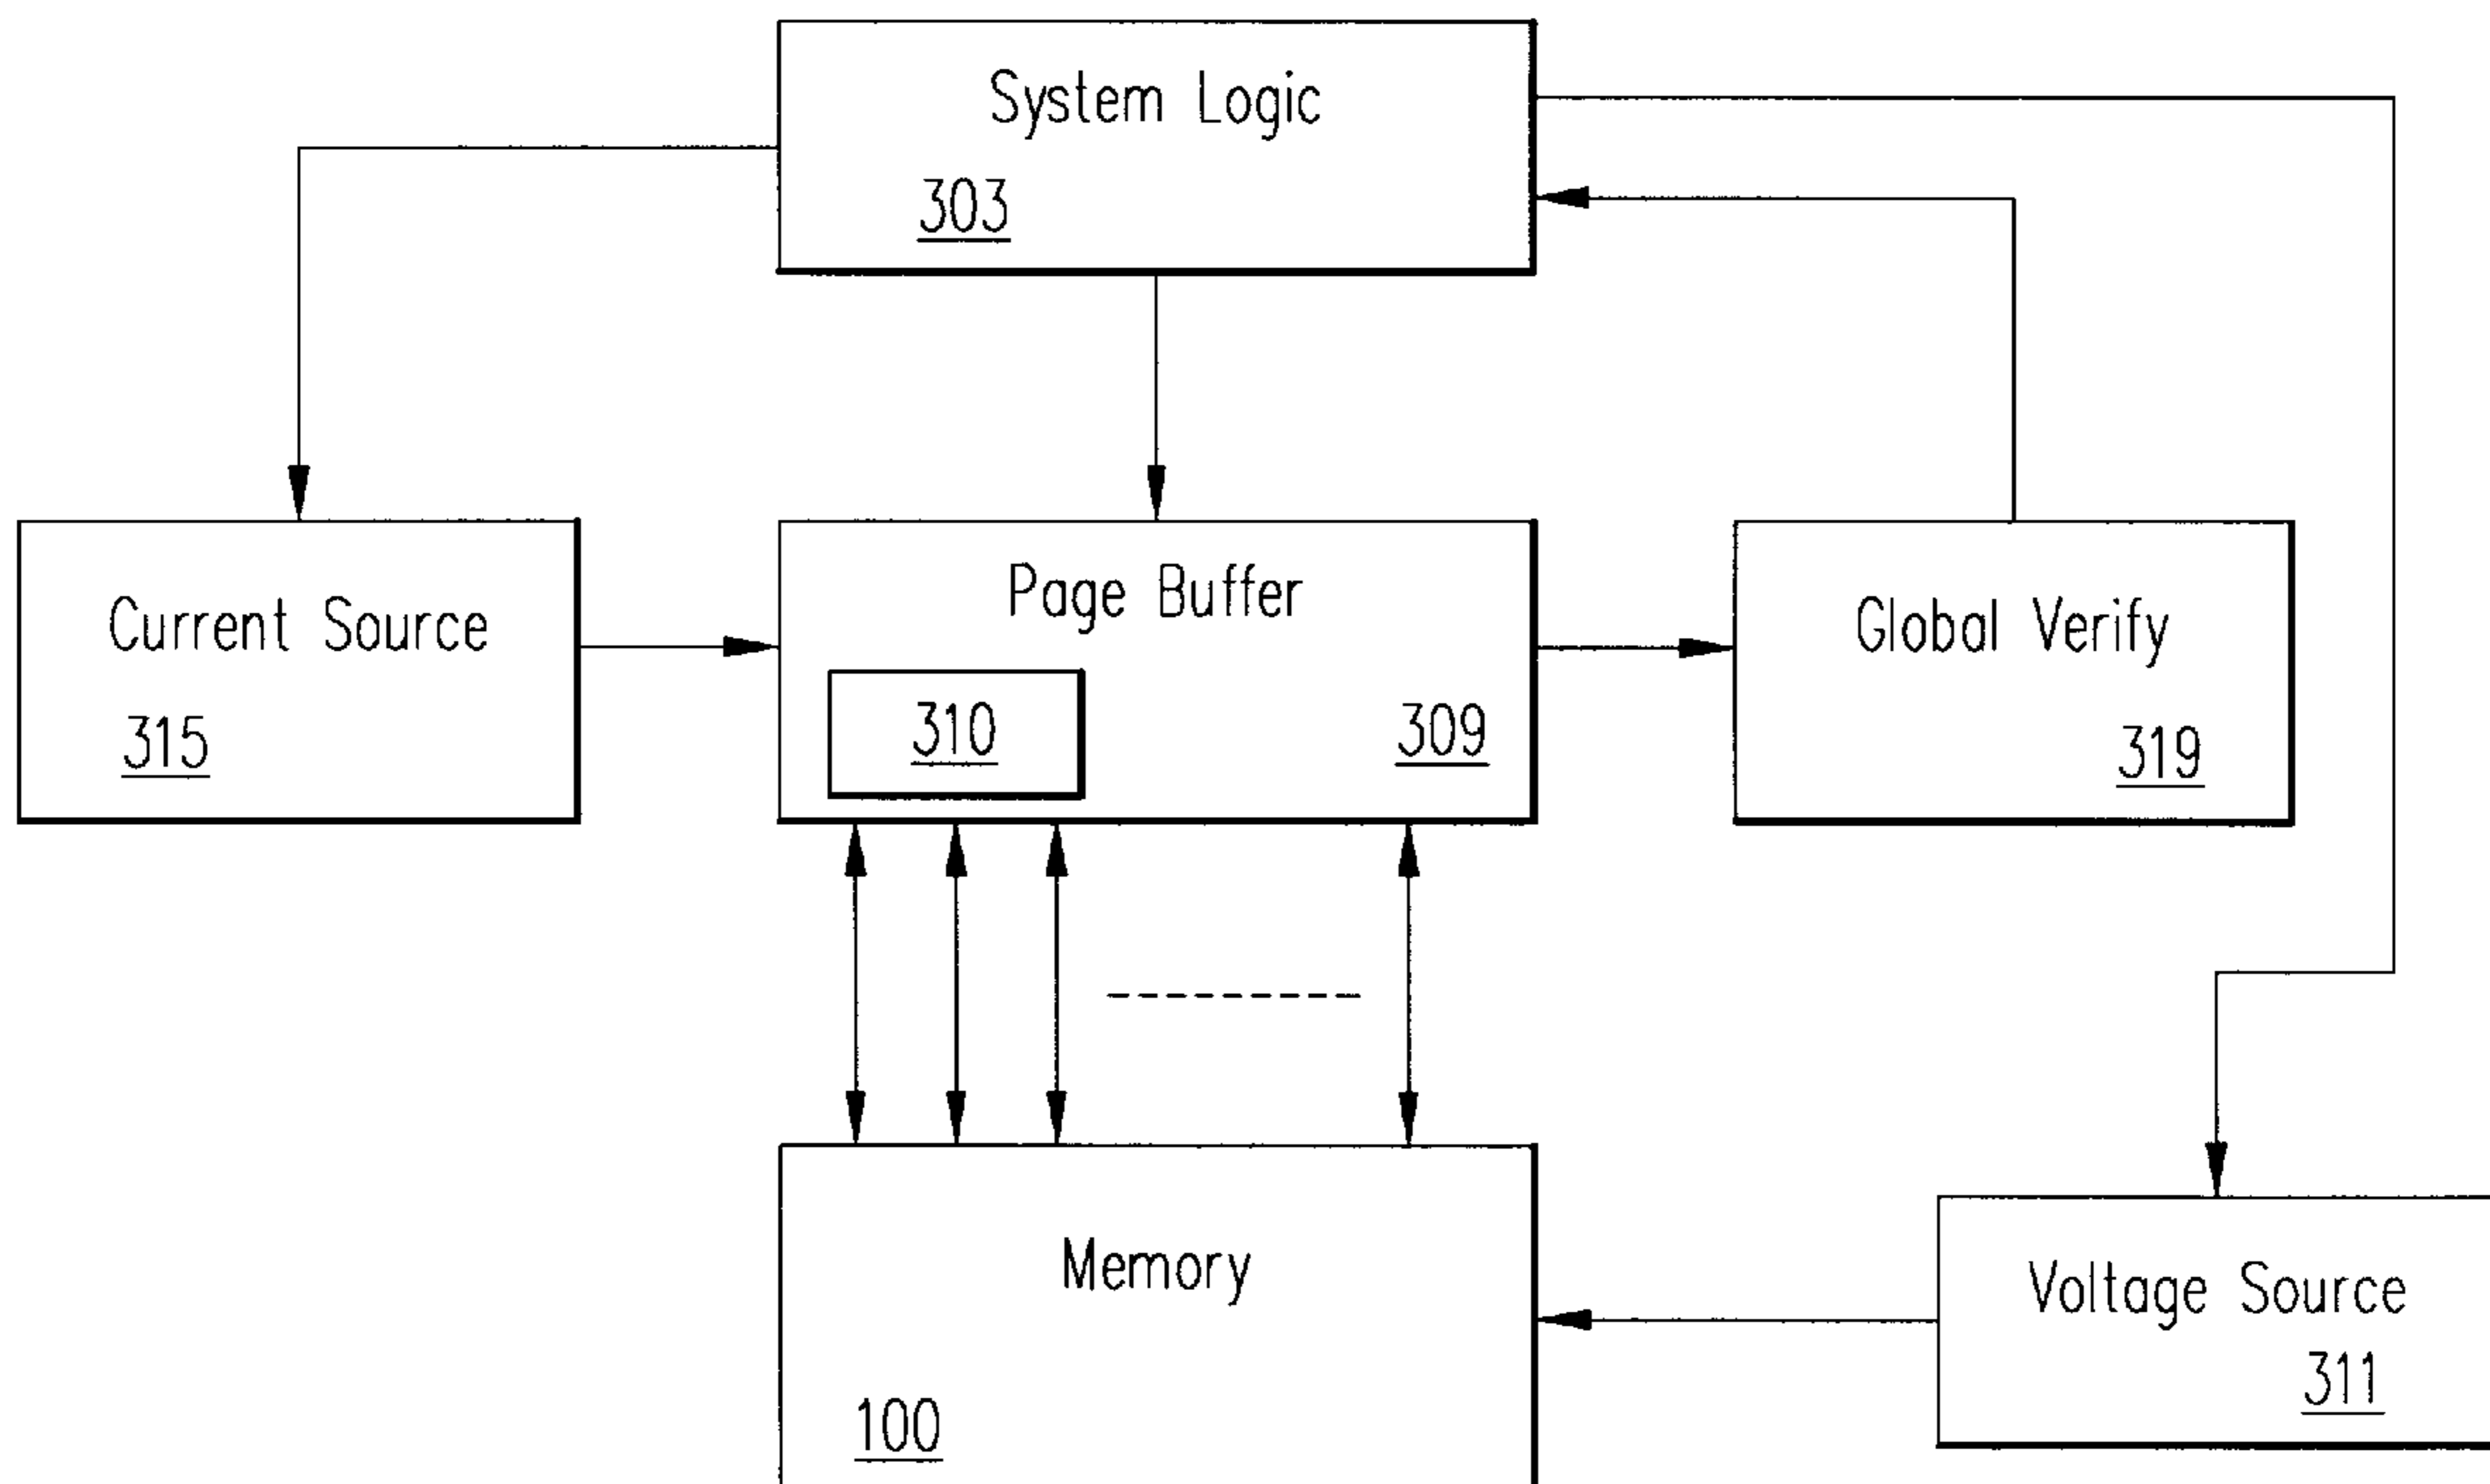 System Logic
303
Current Source
315
Page Buffer
310
309
Global Verify
319
Memory
100
Voltage Source
311